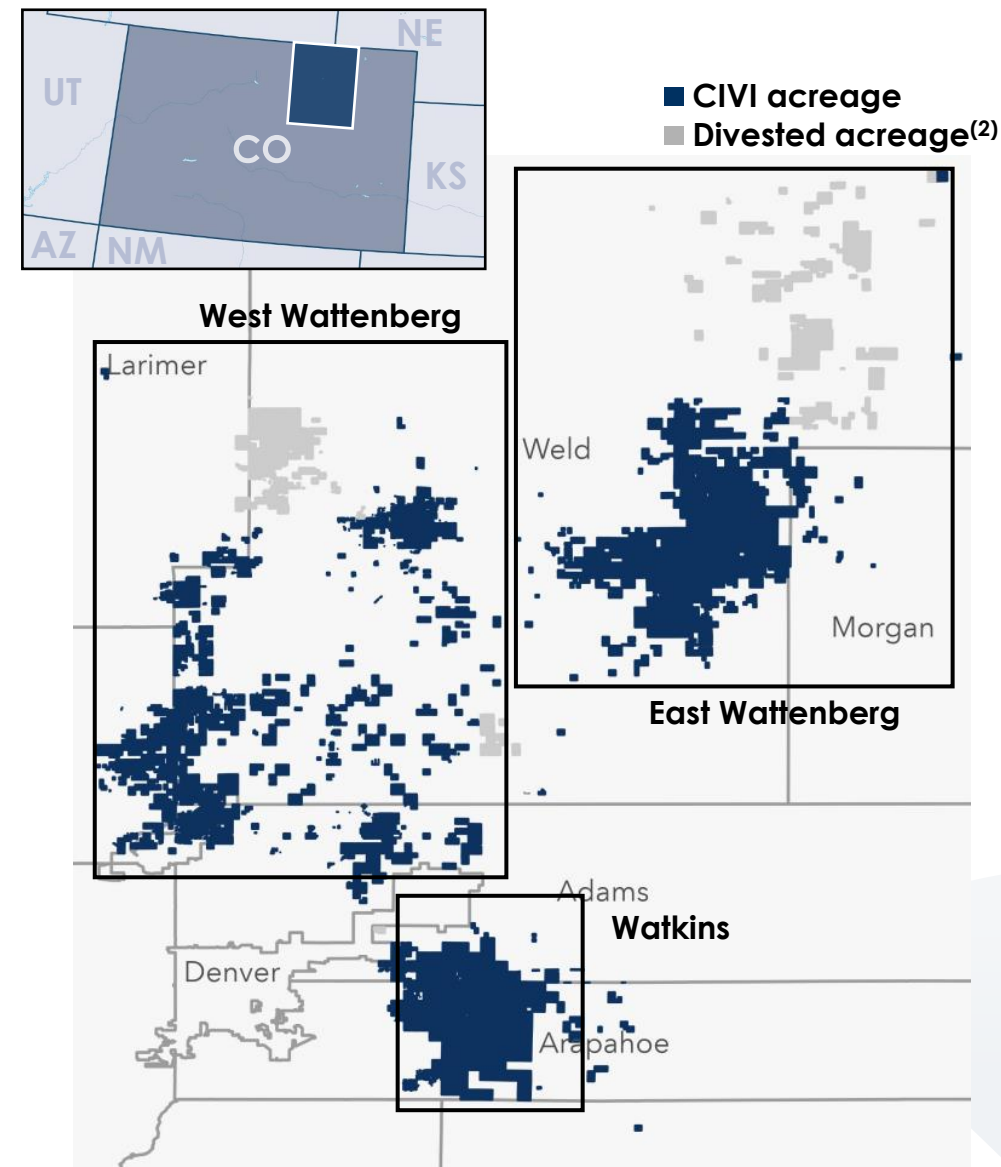 NE
UT
CO
KS
AZ
NM
CIVI acreage
Divested acreage(2)
West Wattenberg
Larimer
Weld
Morgan
East Wattenberg
Adams
Watkins
Denver
Arapahoe